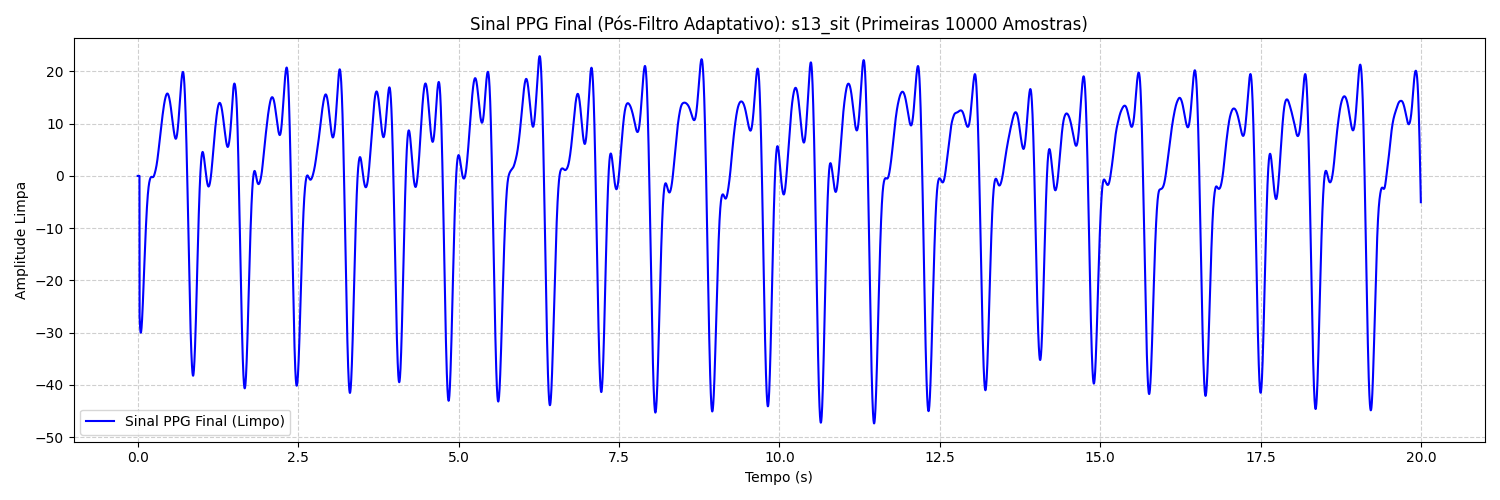 Sinal PPG Final (Pós-Filtro Adaptativo): s13_sit (Primeiras 10000 Amostras)
Amplitude Limpa
20
10
0
−10
−20
−30
−40
−50
Sinal PPG Final (Limpo)
0.0 2.5 5.0 7.5 10.0 12.5 15.0 17.5 20.0
Tempo (s)